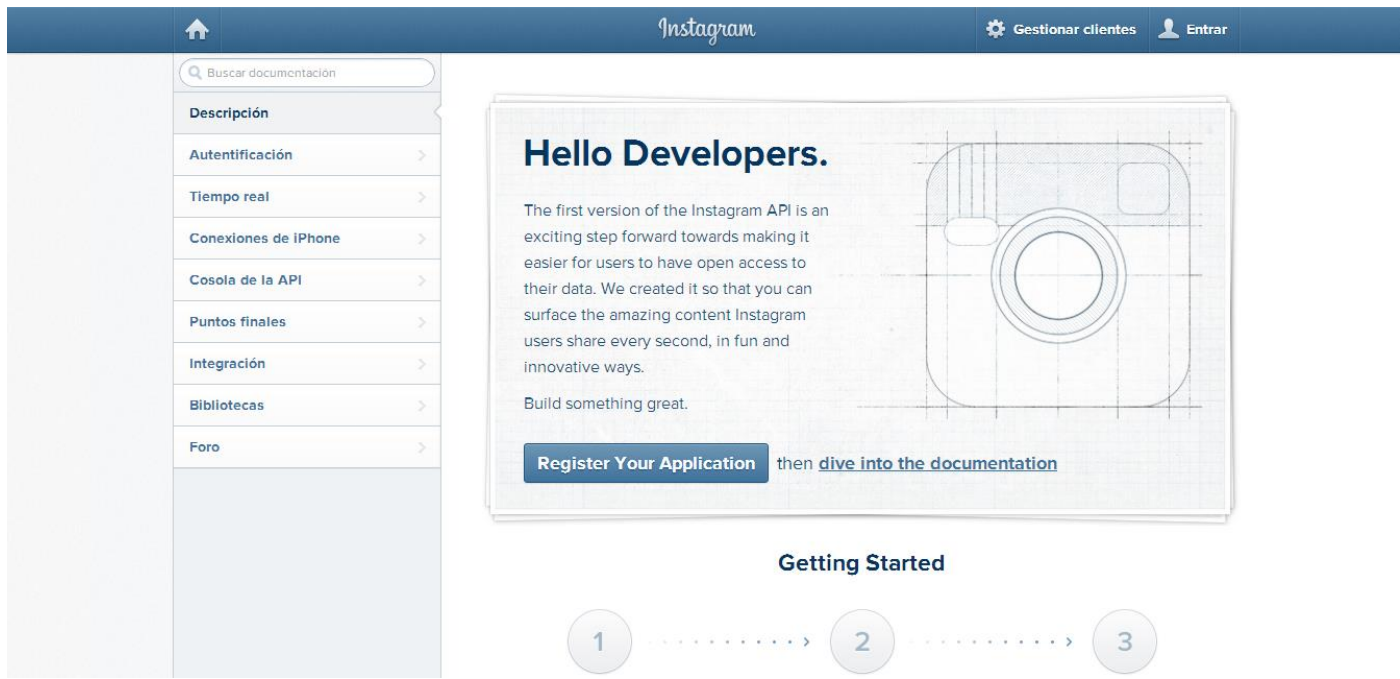 Instagram
Gestionar clientes
Entrar
Buscar documentación
Descripción
Autentificación
Tiempo real
Conexiones de iPhone
Cosola de la API
Puntos finales
Integración
Bibliotecas
Foro
Hello Developers.
The first version of the Instagram API is an
exciting step forward towards making it
easier for users to have open access to
their data. We created it so that you can
surface the amazing content Instagram
users share every second, in fun and
innovative ways.
Build something great.
Register Your Application then dive into the documentation
Getting Started
1 2 3